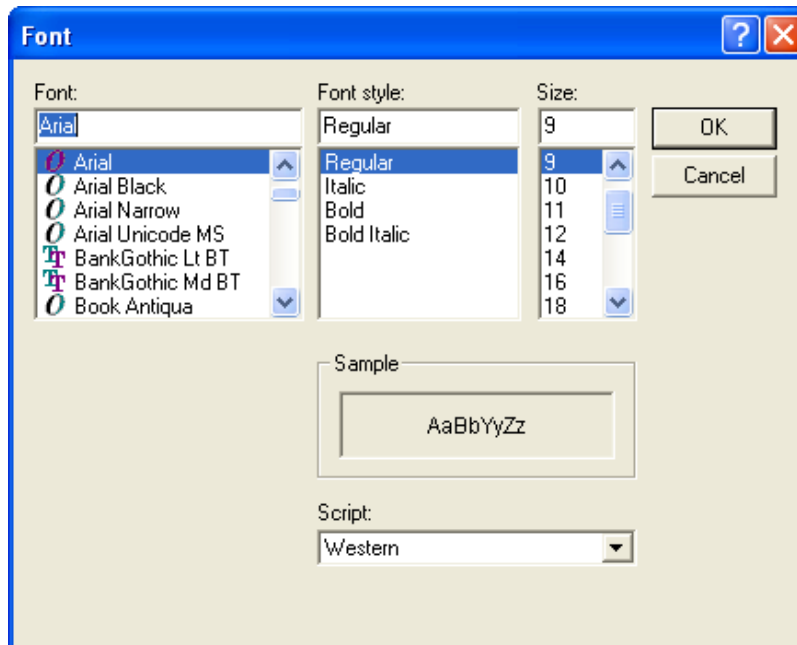 Font
Font:
Arial
Arial
Arial Black
Arial Narrow
Arial Unicode MS
BankGothic Lt BT
BankGothic Md BT
Book Antiqua
Font style:
Regular
Regular
Italic
Bold
Bold Italic
Size:
9
9
10
11
12
14
16
18
OK
Cancel
Sample
AaBbYyZz
Script:
Western